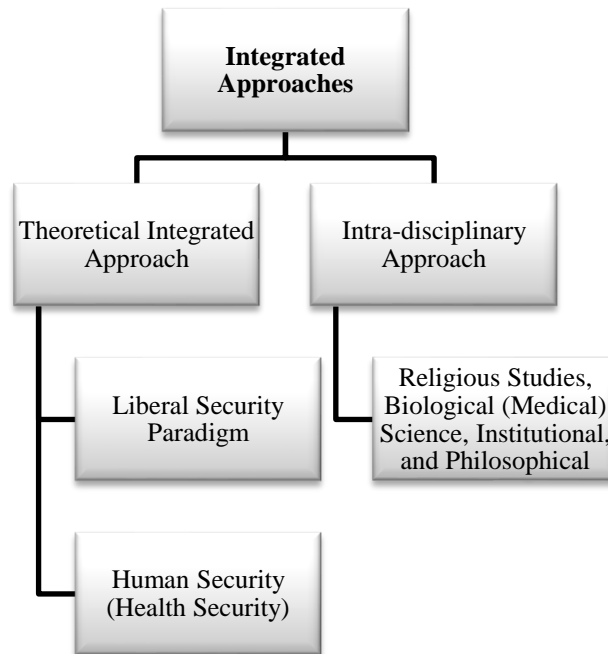 Integrated
Approaches
Theoretical Integrated
Approach
Intra-disciplinary
Approach
Liberal Security
Paradigm
Religious Studies,
Biological (Medical)
Science, Institutional,
and Philosophical
Human Security
(Health Security)